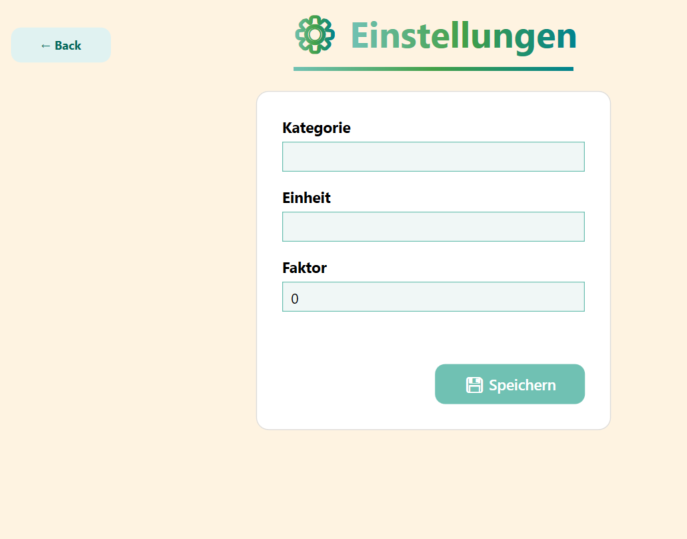 ← Back
Einstellungen
Kategorie
Einheit
Faktor
0
Speichern